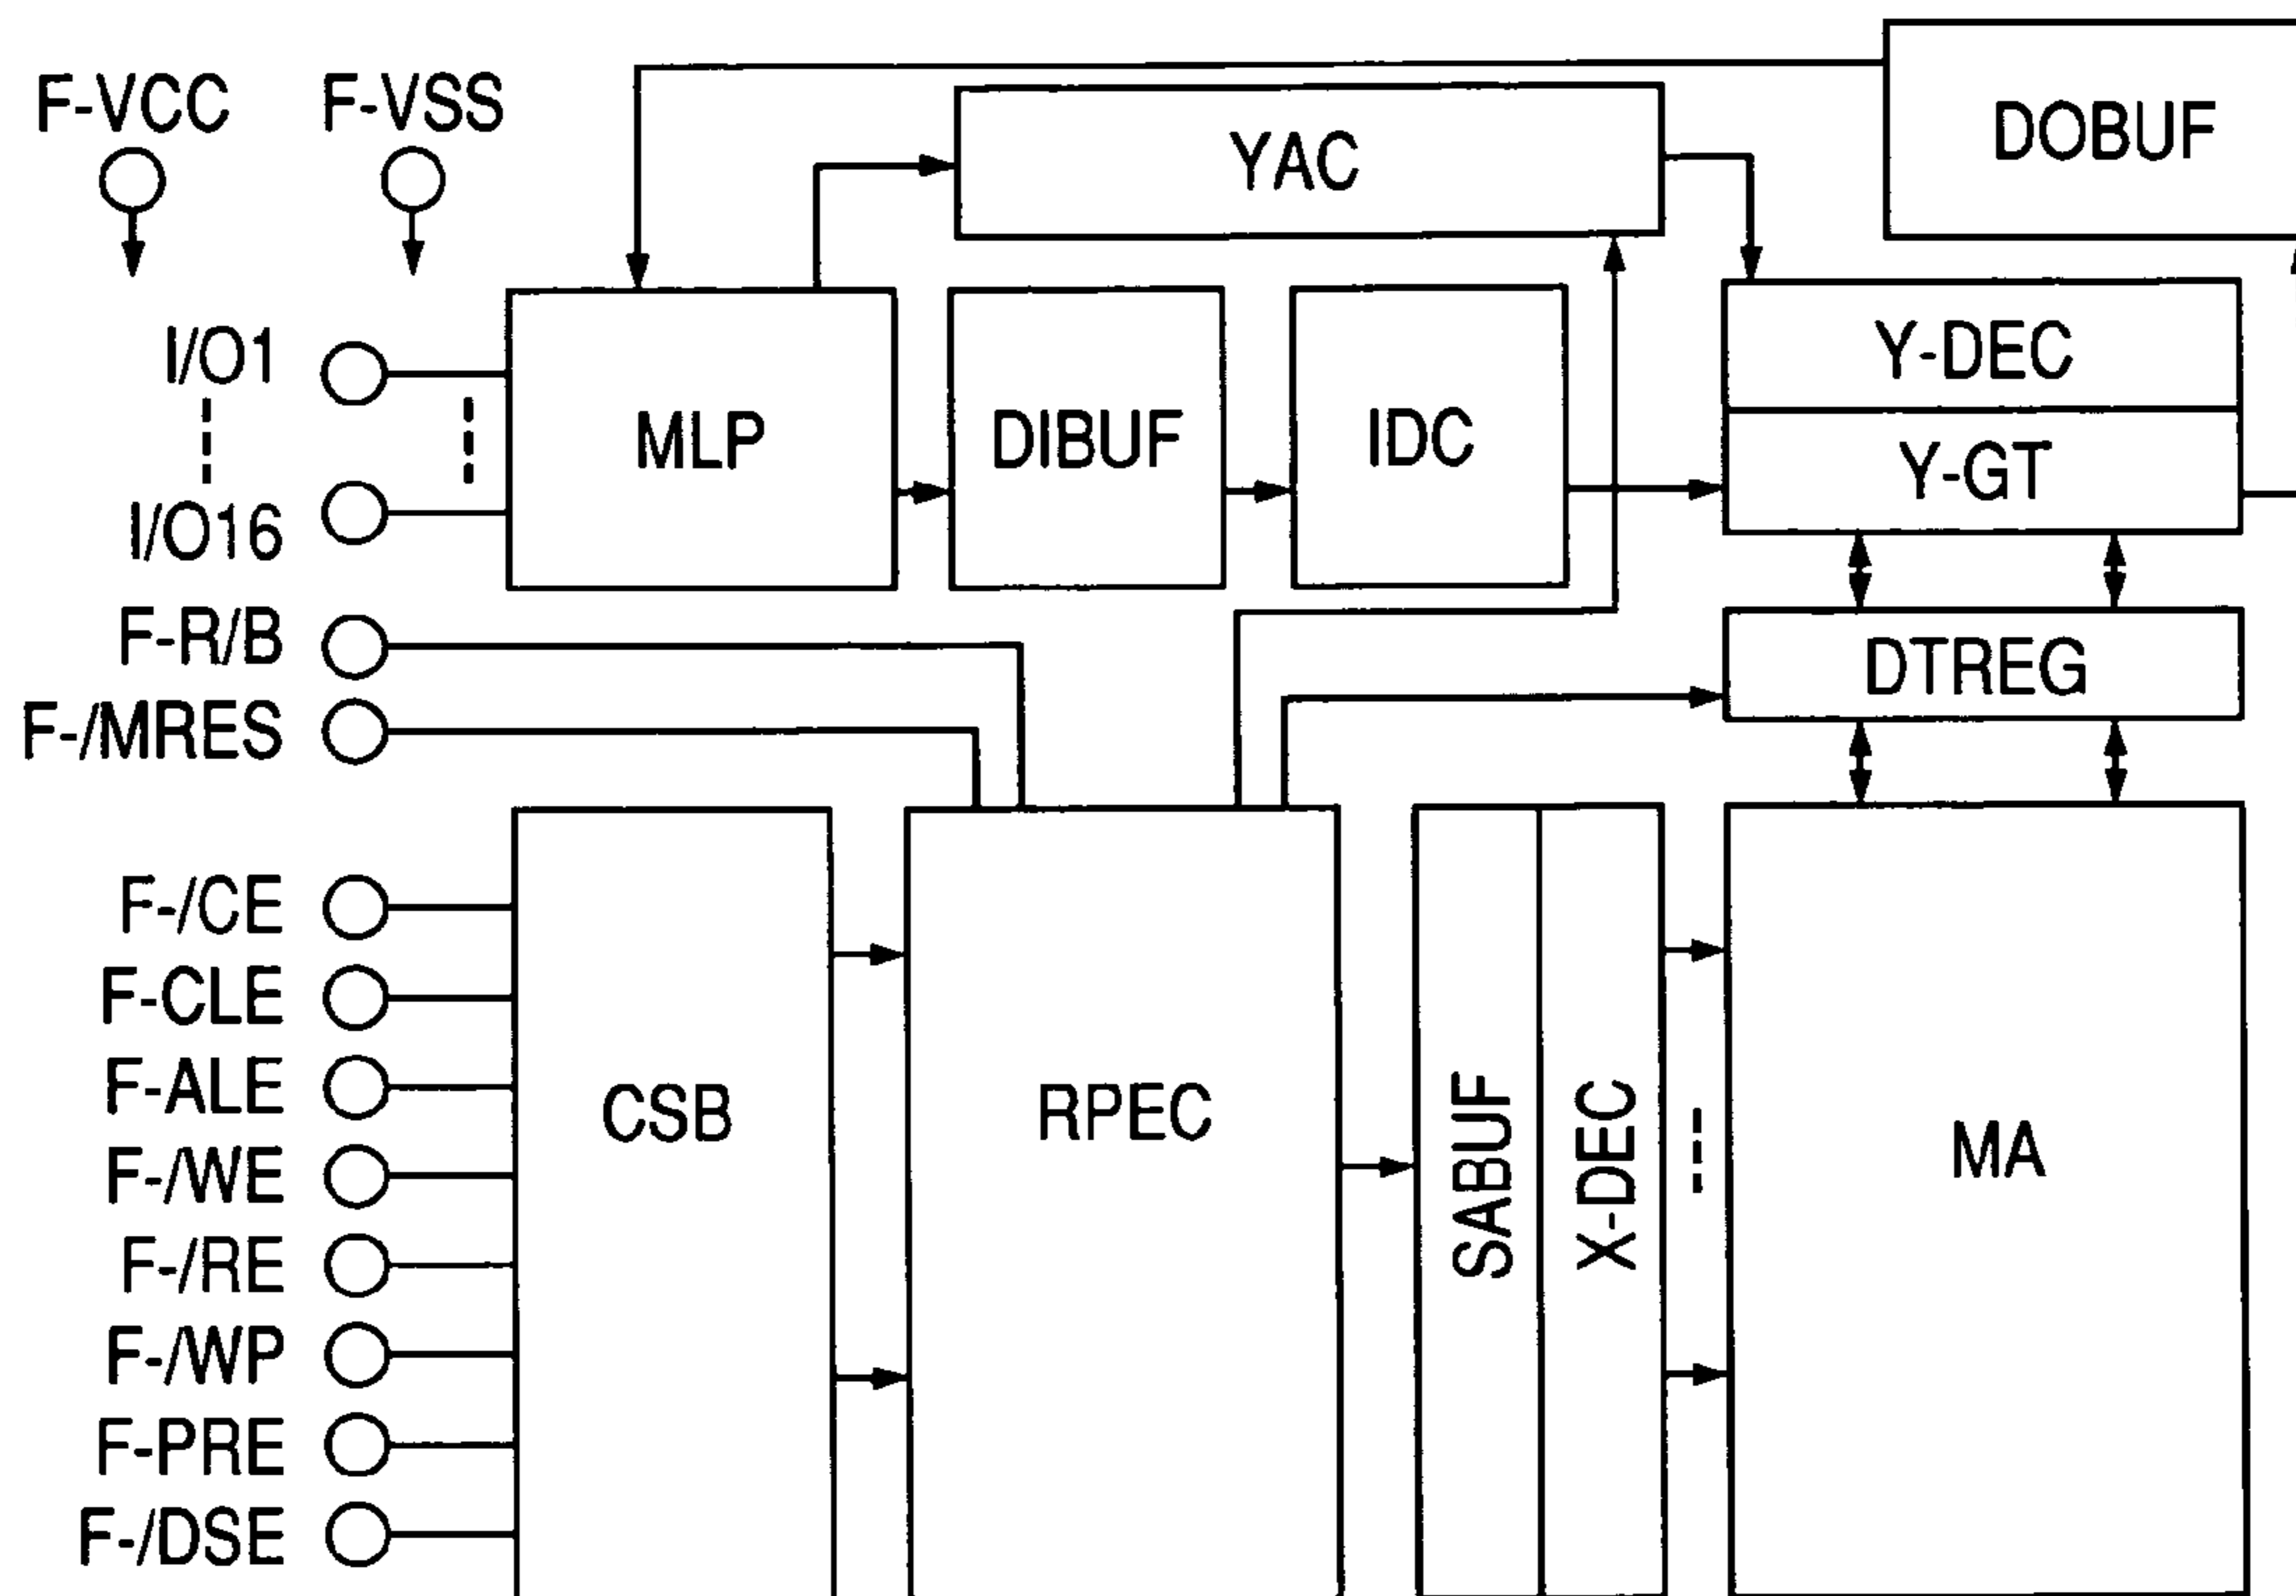 F-VCC
F-VSS
DOBUF
YAC
I/O1
I/O16
MLP
DIBUF
IDC
Y-DEC
Y-GT
F-R/B
F-/MRES
DTREG
F-/CE
F-CLE
F-ALE
F-/WE
F-/RE
F-/WP
F-PRE
F-/DSE
CSB
RPEC
SABUF
X-DEC
MA